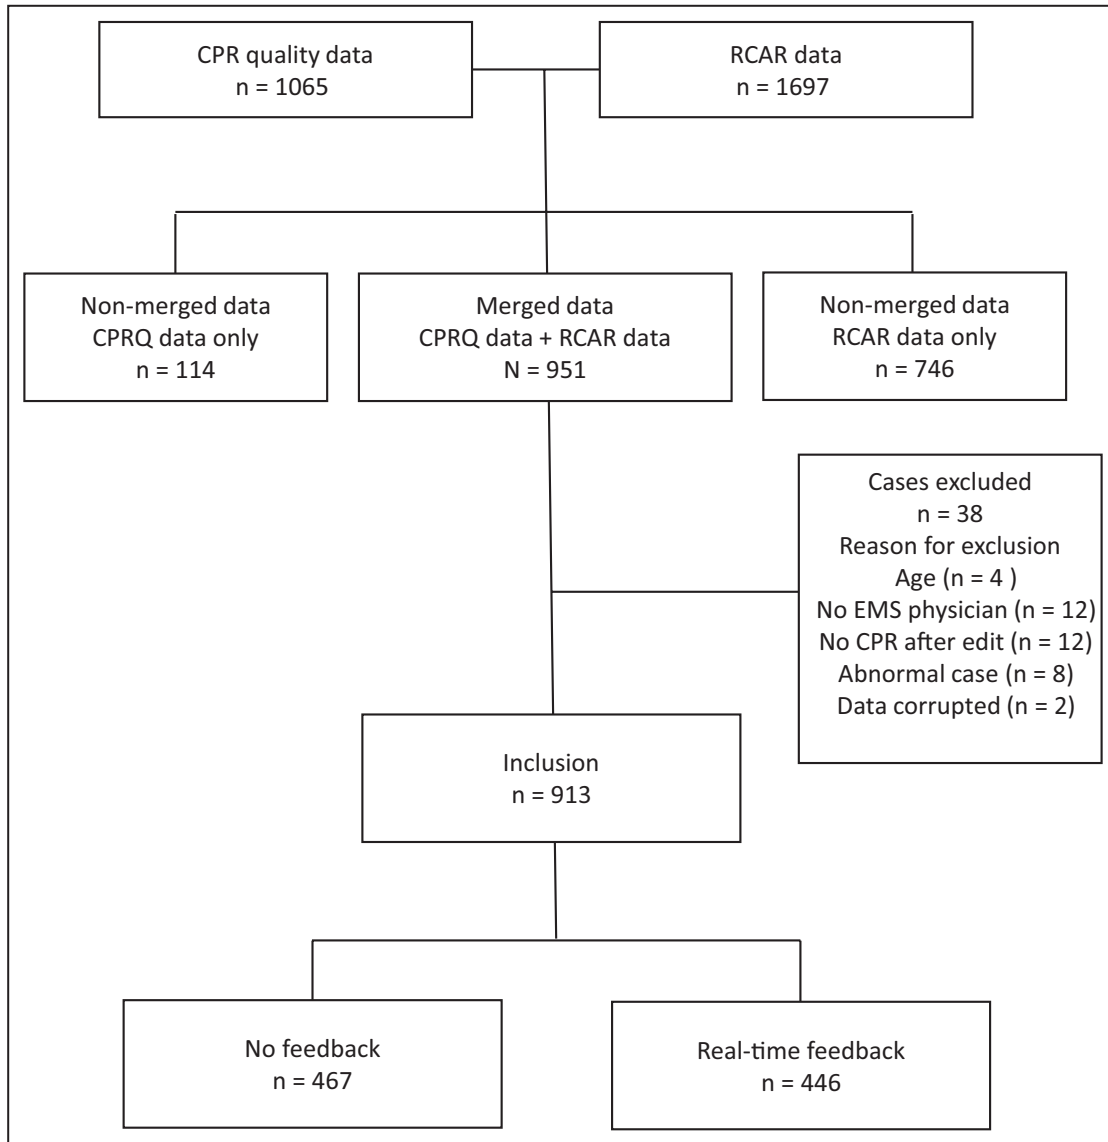 CPR quality data
n = 1065
RCAR data
n = 1697
Non-merged data
CPRQ data only
n = 114
Merged data
CPRQ data + RCAR data
N = 951
Non-merged data
RCAR data only
n = 746
Cases excluded
n = 38
Reason for exclusion
Age (n = 4 )
No EMS physician (n = 12)
No CPR after edit (n = 12)
Abnormal case (n = 8)
Data corrupted (n = 2)
Inclusion
n = 913
No feedback
n = 467
Real-time feedback
n = 446